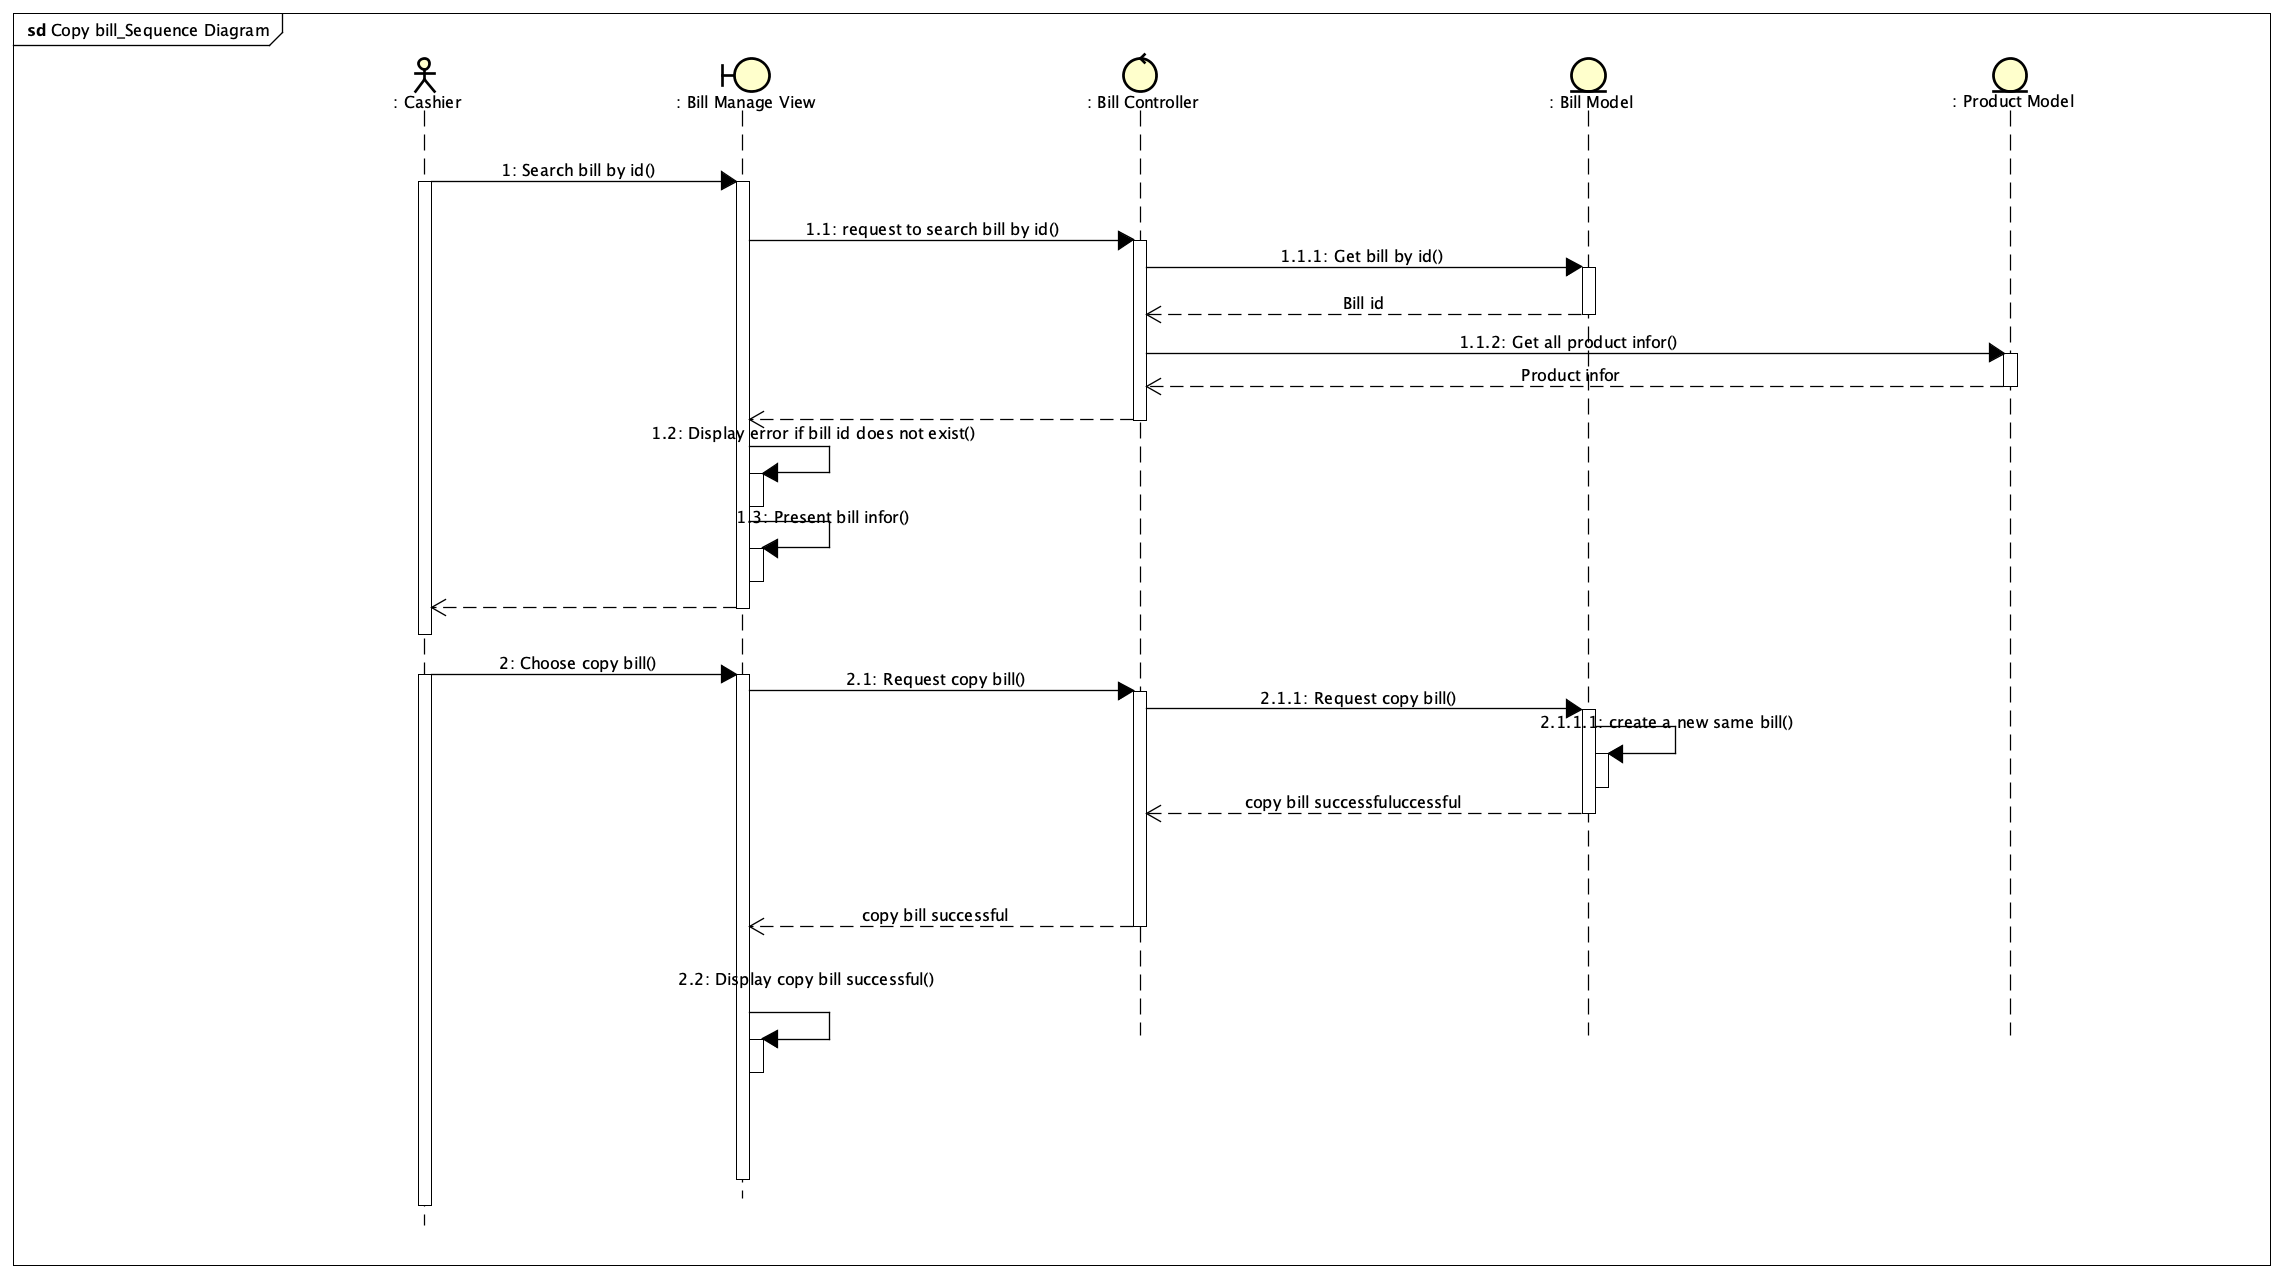 sd Copy bill_Sequence Diagram
: Cashier
: Bill Manage View
: Bill Controller
: Bill Model
: Product Model
1: Search bill by id()
1.1: request to search bill by id()
1.1.1: Get bill by id()
Bill id
1.1.2: Get all product infor()
Product infor
1.2: Display error if bill id does not exist()
1.3: Present bill infor()
2: Choose copy bill()
2.1: Request copy bill()
2.1.1: Request copy bill()
2.1.1.1: create a new same bill()
copy bill successfuluccessful
copy bill successful
2.2: Display copy bill successful()